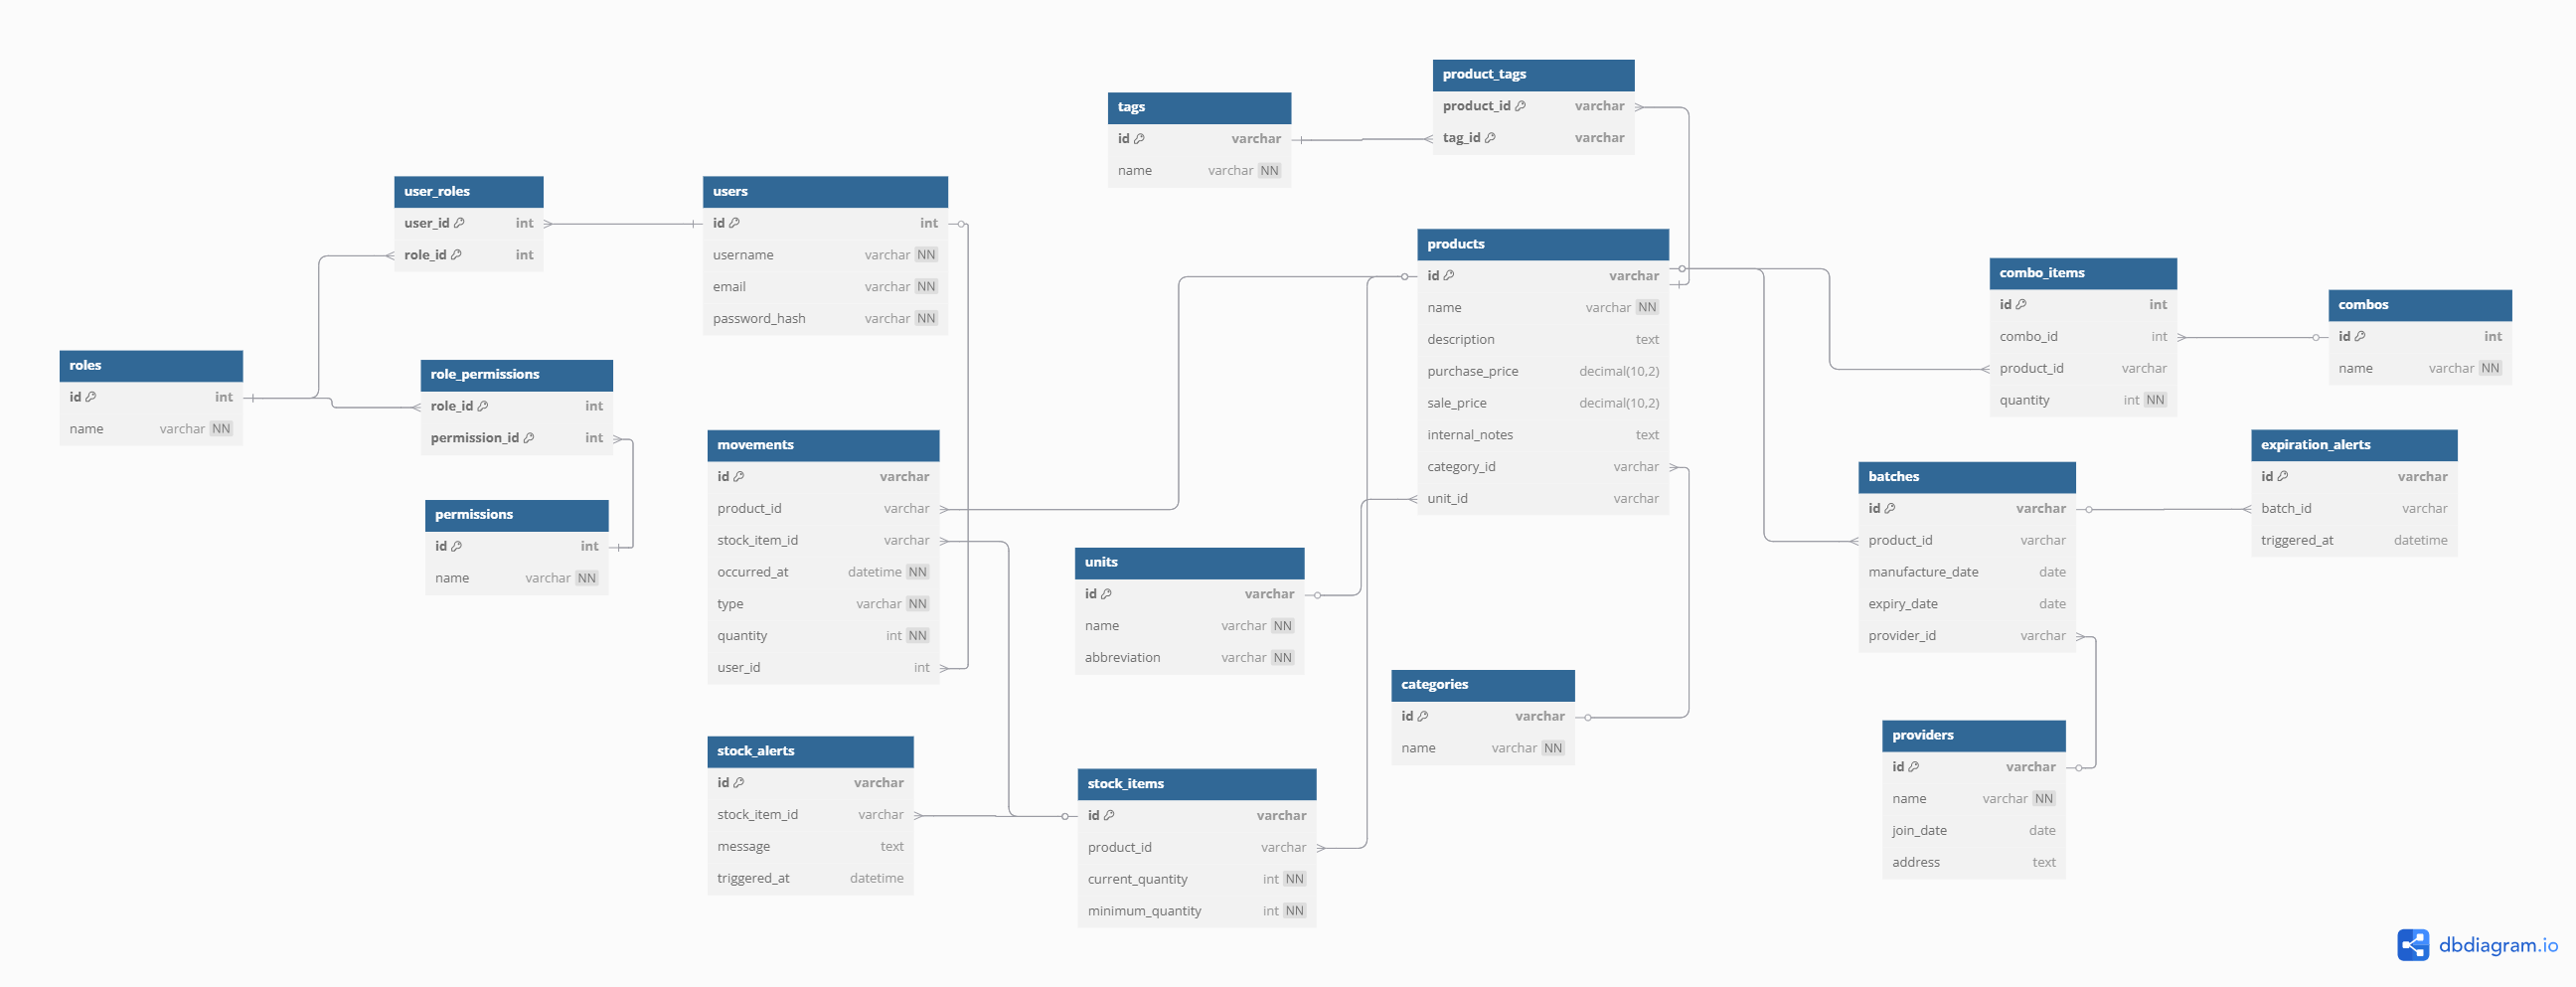 product_tags
product_id varchar
tag_id varchar
tags
id varchar
name varchar NN
user_roles
user_id int
role_id int
users
id int
username varchar NN
email varchar NN
password_hash varchar NN
products
id varchar
name varchar NN
description text
purchase_price decimal(10,2)
sale_price decimal(10,2)
internal_notes text
category_id varchar
unit_id varchar
combo_items
id int
combo_id int
product_id varchar
quantity int NN
combos
id int
name varchar NN
roles
id int
name varchar NN
role_permissions
role_id int
permission_id int
permissions
id int
name varchar NN
movements
id varchar
product_id varchar
stock_item_id varchar
occurred_at datetime NN
type varchar NN
quantity int NN
user_id int
units
id varchar
name varchar NN
abbreviation varchar NN
batches
id varchar
product_id varchar
manufacture_date date
expiry_date date
provider_id varchar
expiration_alerts
id varchar
batch_id varchar
triggered_at datetime
categories
id varchar
name varchar NN
stock_alerts
id varchar
stock_item_id varchar
message text
triggered_at datetime
stock_items
id varchar
product_id varchar
current_quantity int NN
minimum_quantity int NN
providers
id varchar
name varchar NN
join_date date
address text
dbdiagram.io